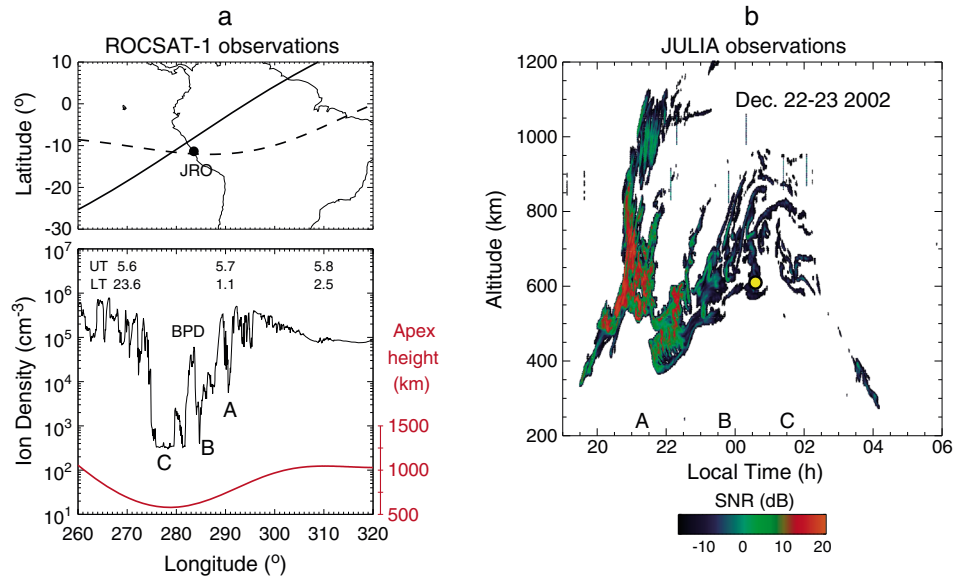 a
ROCSAT-1 observations
10
0
-10
-20
-30
Latitude (°)
JRO
10⁷
10⁶
10⁵
10⁴
10³
10²
10¹
Ion Density (cm⁻³)
UT 5.6 5.7 5.8
LT 23.6 1.1 2.5
BPD
A
B
C
Apex
height
(km)
1500
1000
500
260 270 280 290 300 310 320
Longitude (°)
b
JULIA observations
Dec. 22-23 2002
1200
1000
800
600
400
200
Altitude (km)
A B C
20 22 00 02 04 06
Local Time (h)
SNR (dB)
-10 0 10 20